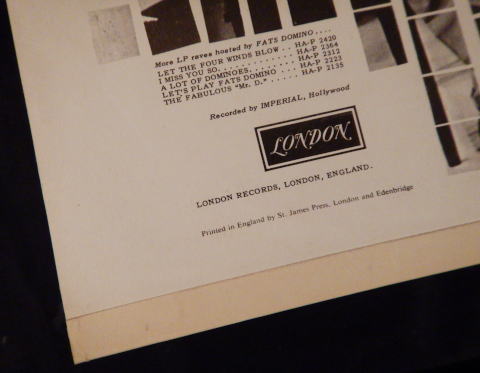 More LP raves hosted by FATS DOMINO....
LET THE FOUR WINDS BLOW .. HA-P 2420
I MISS YOU SO. ............ HA-P 2364
A LOT OF DOMINOES. ....... HA-P 2312
LET'S PLAY FATS DOMINO ... HA-P 2223
THE FABULOUS "Mr. D." ..... HA-P 2135
Recorded by IMPERIAL, Hollywood
LONDON
LONDON RECORDS, LONDON, ENGLAND.
Printed in England by St. James Press, London and Edenbridge